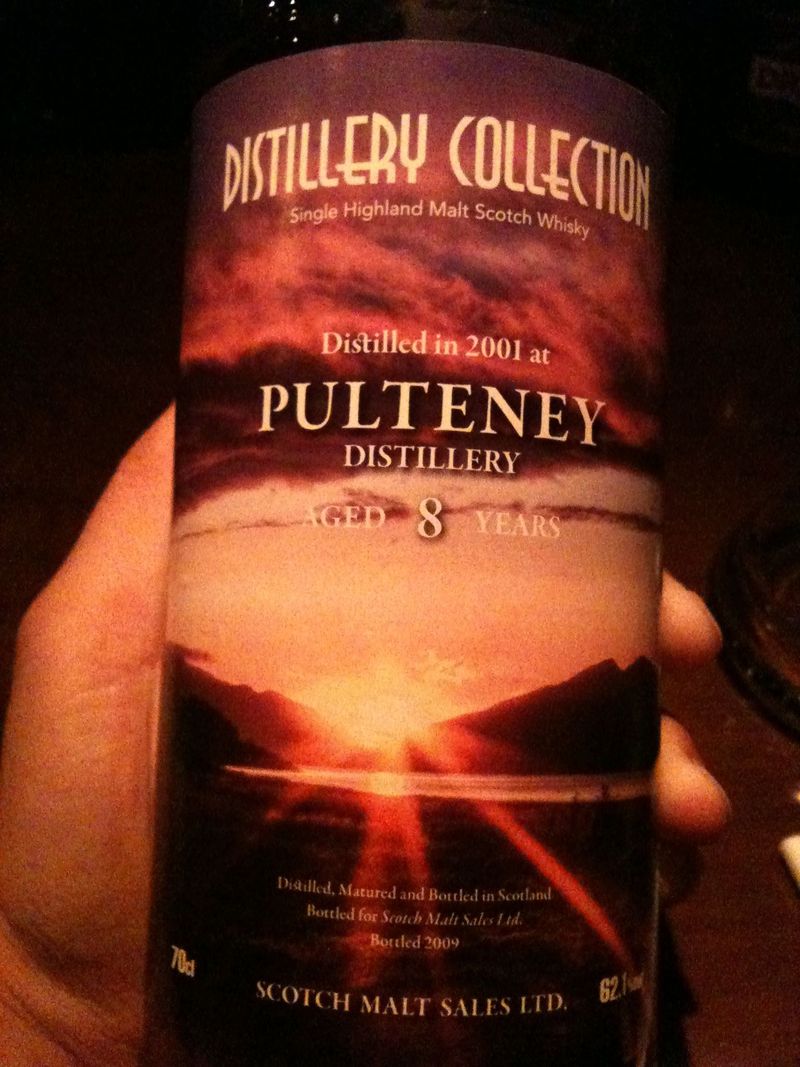 DISTILLERY COLLECTION
Single Highland Malt Scotch Whisky
Distilled in 2001 at
PULTENEY
DISTILLERY
AGED 8 YEARS
Distilled, Matured and Bottled in Scotland
Bottled for Scotch Malt Sales Ltd.
Bottled 2009
70cl
SCOTCH MALT SALES LTD.
62.1